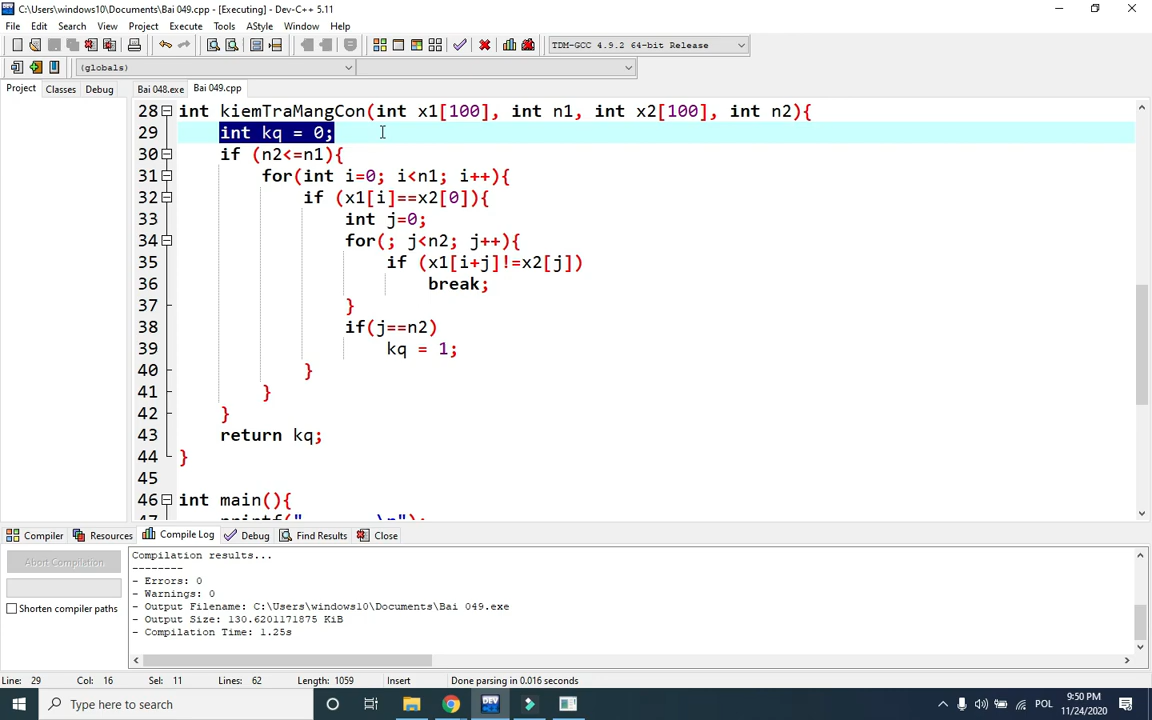 C:\Users\windows10\Documents\Bai 049.cpp - [Executing] - Dev-C++ 5.11
File Edit Search View Project Execute Tools AStyle Window Help
TDM-GCC 4.9.2 64-bit Release
(globals)
Project Classes Debug Bai 048.exe Bai 049.cpp
28 int kiemTraMangCon(int x1[100], int n1, int x2[100], int n2){
29 int kq = 0;
30 if (n2<=n1){
31 for(int i=0; i<n1; i++){
32 if (x1[i]==x2[0]){
33 int j=0;
34 for(; j<n2; j++){
35 if (x1[i+j]!=x2[j])
36 break;
37 }
38 if(j==n2)
39 kq = 1;
40 }
41 }
42 }
43 return kq;
44 }
45
46 int main(){
Compiler Resources Compile Log Debug Find Results Close
Abort Compilation
Shorten compiler paths
Compilation results...
--------
- Errors: 0
- Warnings: 0
- Output Filename: C:\Users\windows10\Documents\Bai 049.exe
- Output Size: 130.6201171875 KiB
- Compilation Time: 1.25s
Line: 29 Col: 16 Sel: 11 Lines: 62 Length: 1059 Insert Done parsing in 0.016 seconds
Type here to search
DEV
POL
9:50 PM
11/24/2020